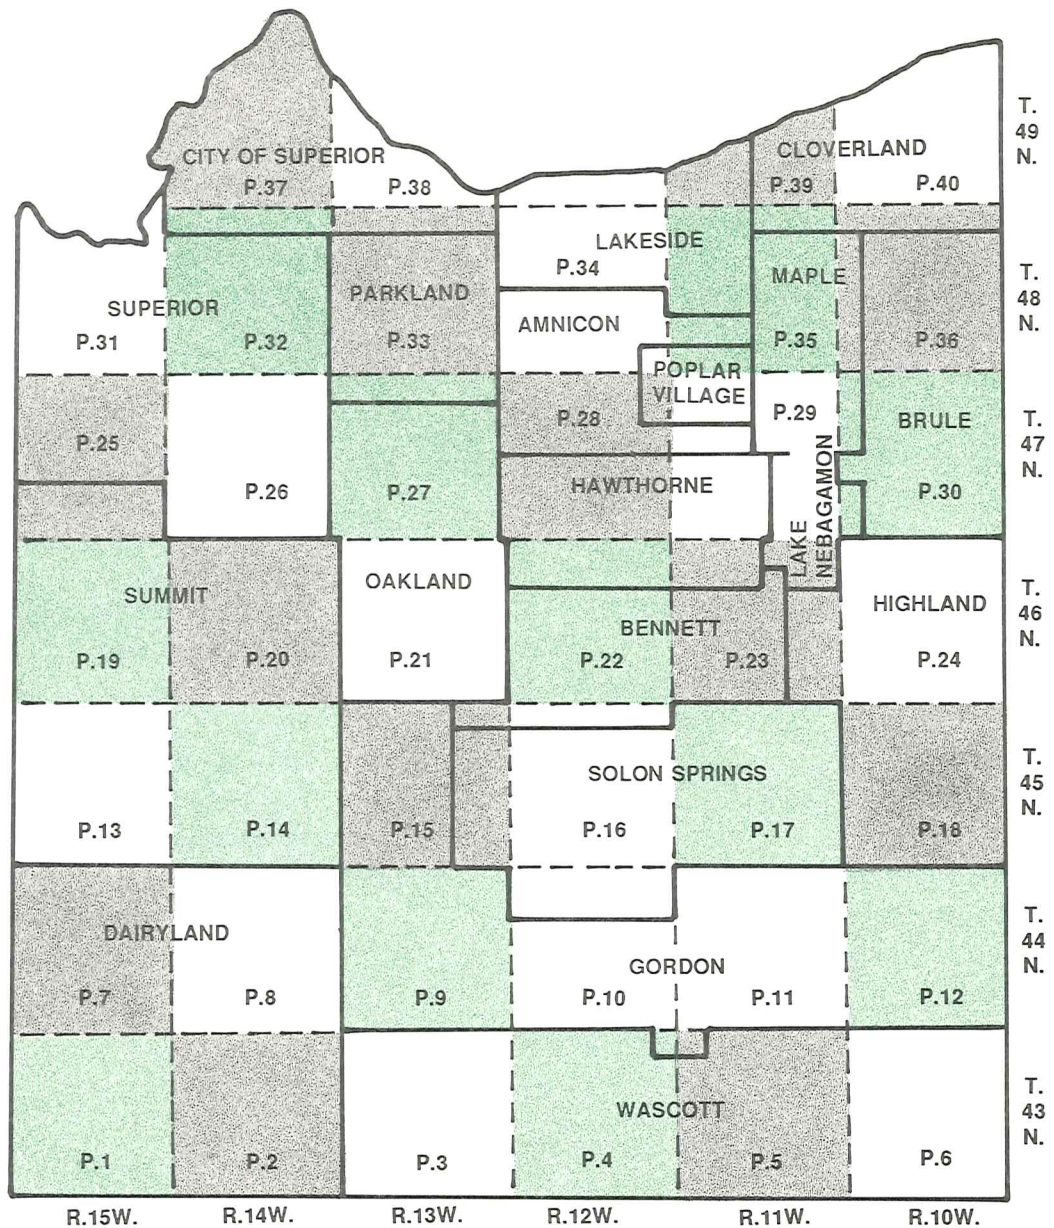 T.
49
N.
CITY OF SUPERIOR
P.37
P.38
CLOVERLAND
P.39
P.40
T.
48
N.
LAKESIDE
P.34
MAPLE
SUPERIOR
P.31
P.32
PARKLAND
P.33
AMNICON
P.35
P.36
POPLAR
VILLAGE
T.
47
N.
P.25
P.26
P.27
P.28
P.29
BRULE
P.30
HAWTHORNE
LAKE
NEBAGAMON
T.
46
N.
SUMMIT
P.19
P.20
OAKLAND
P.21
BENNETT
P.22
P.23
HIGHLAND
P.24
T.
45
N.
SOLON SPRINGS
P.13
P.14
P.15
P.16
P.17
P.18
T.
44
N.
DAIRYLAND
GORDON
P.7
P.8
P.9
P.10
P.11
P.12
T.
43
N.
WASCOTT
P.1
P.2
P.3
P.4
P.5
P.6
R.15W.
R.14W.
R.13W.
R.12W.
R.11W.
R.10W.